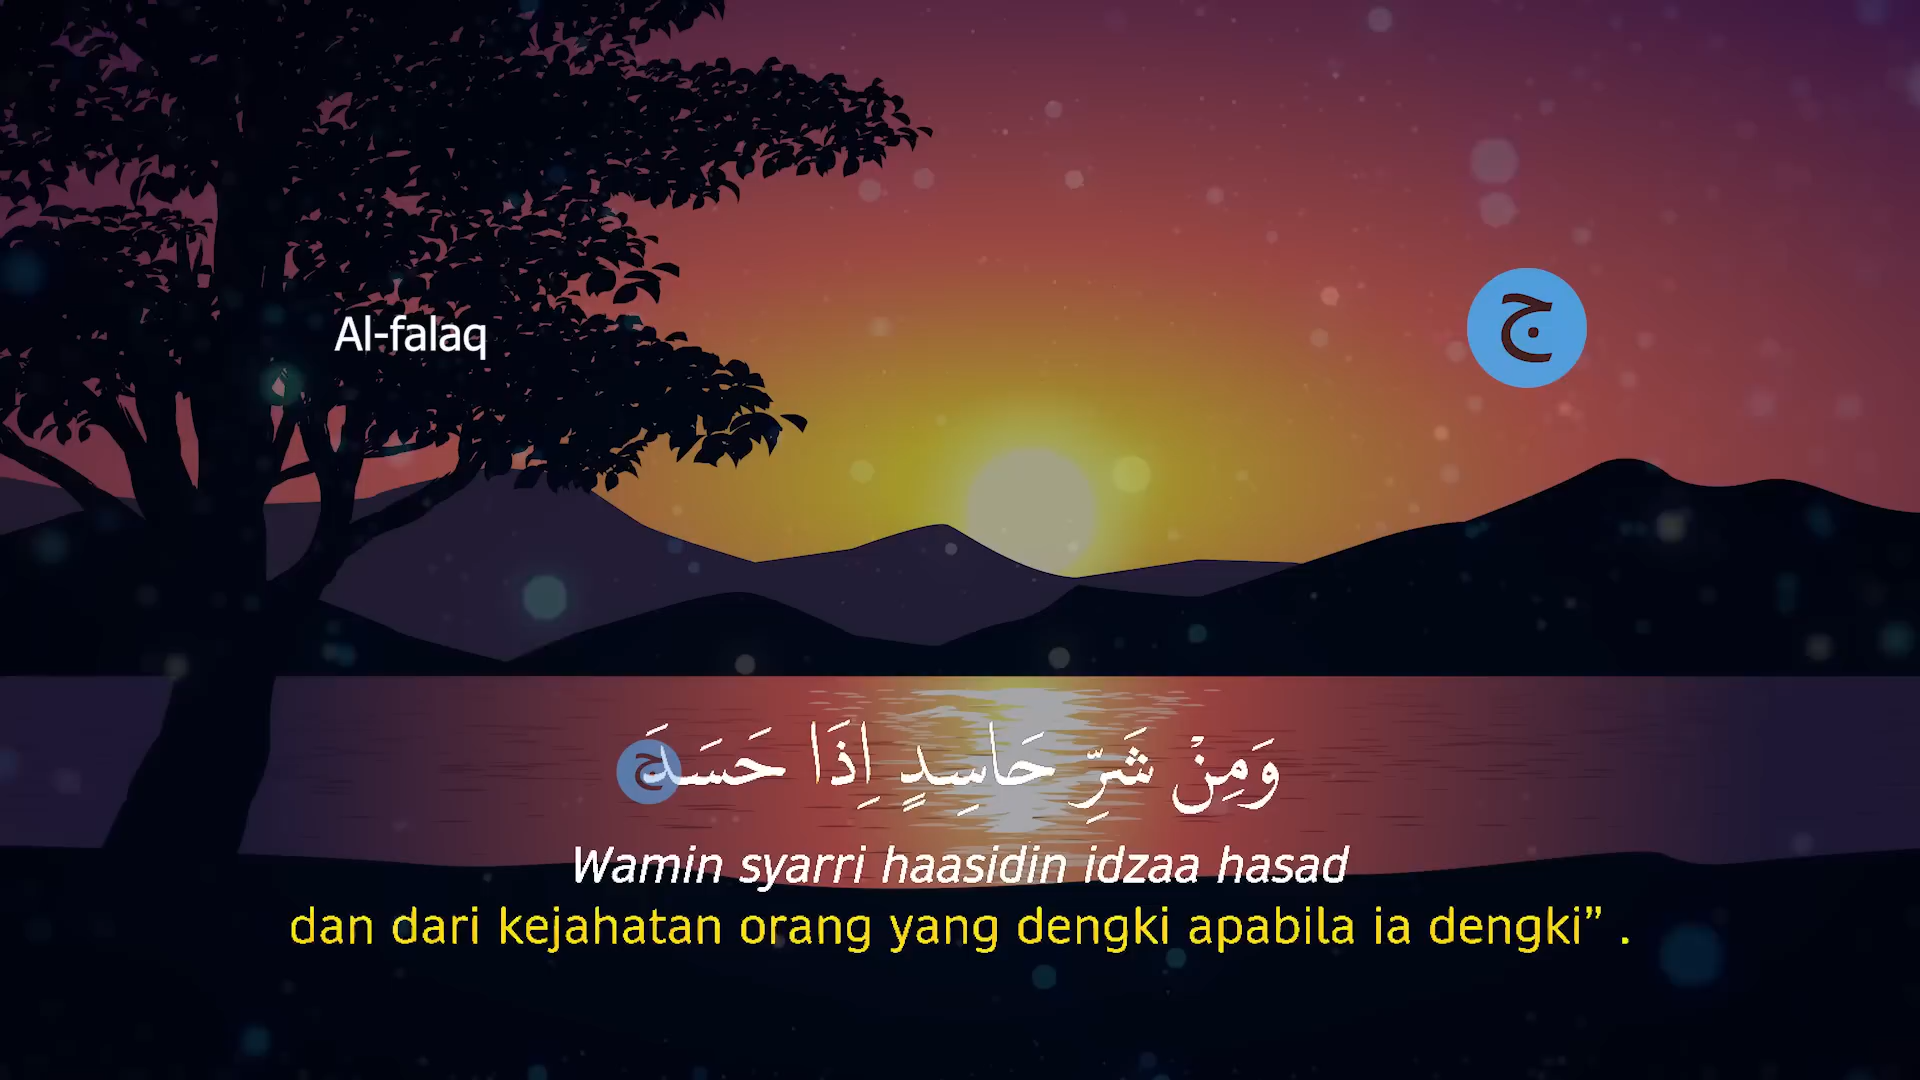 Al-falaq
ج
وَمِنْ شَرِّ حَاسِدٍ اِذَا حَسَدَ ج
Wamin syarri haasidin idzaa hasad
dan dari kejahatan orang yang dengki apabila ia dengki” .